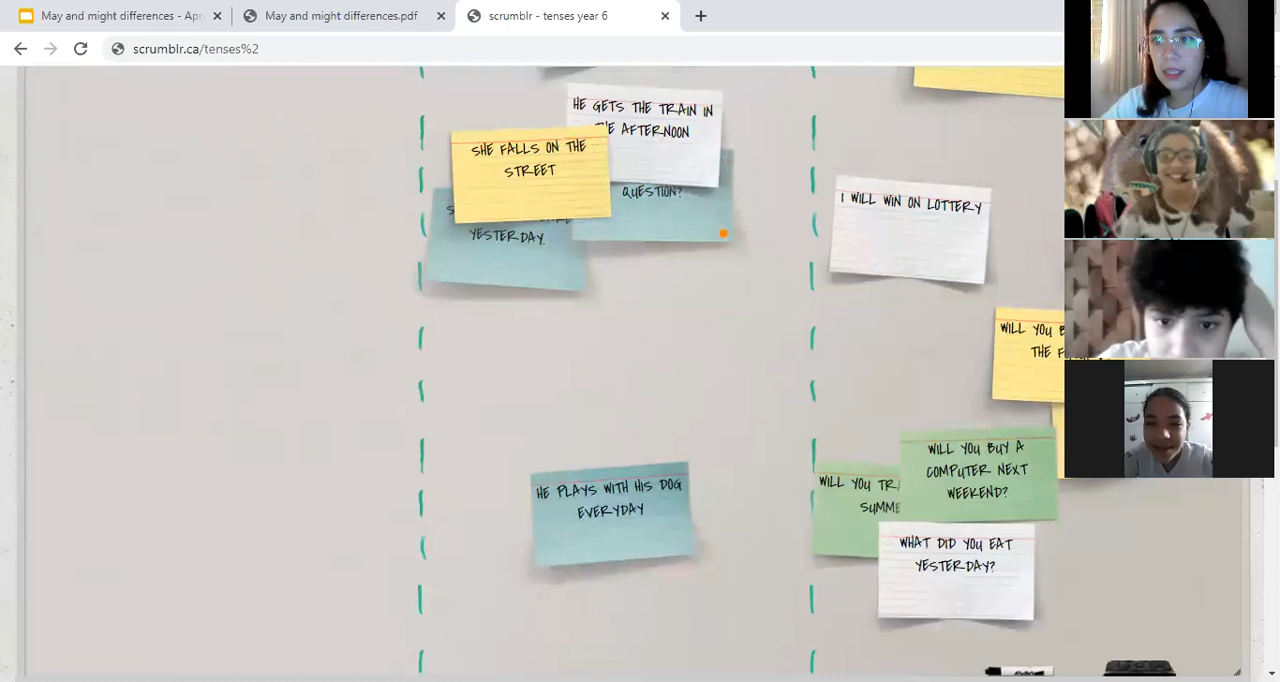 May and might differences - Apr
May and might differences.pdf
scrumblr - tenses year 6
scrumblr.ca/tenses%2
HE GETS THE TRAIN IN
THE AFTERNOON
SHE FALLS ON THE
STREET
QUESTION?
YESTERDAY.
I WILL WIN ON LOTTERY
WILL YOU
THE
HE PLAYS WITH HIS DOG
EVERYDAY
WILL YOU BUY A
COMPUTER NEXT
WEEKEND?
WILL YOU
WHAT DID YOU EAT
YESTERDAY?